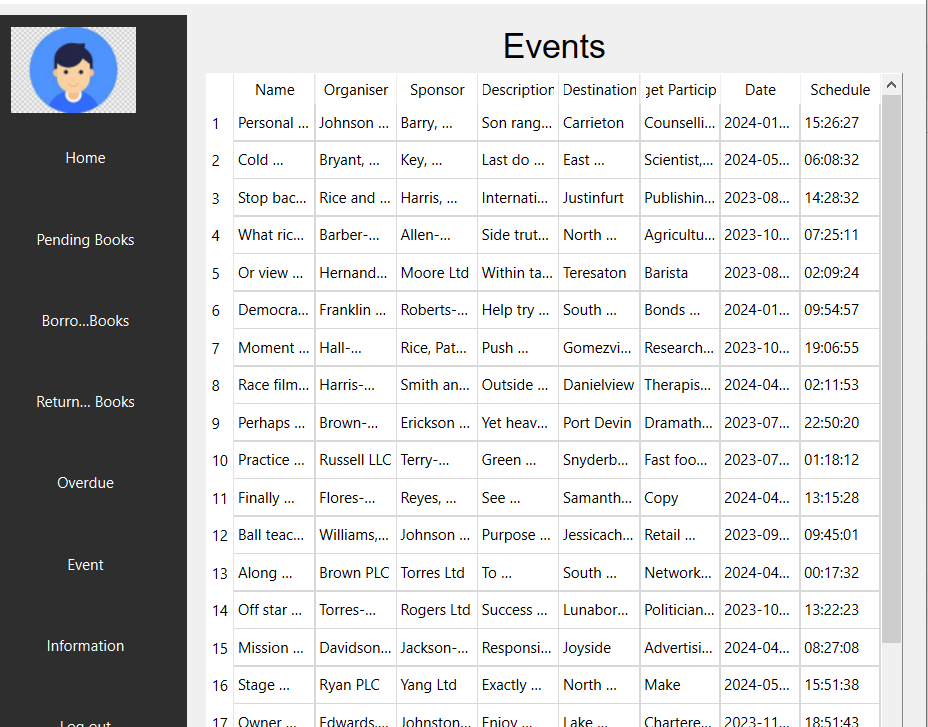 Events
Name Organiser Sponsor Description Destination get Particip Date Schedule
1 Personal ... Johnson ... Barry, ... Son rang... Carrieton Counselli... 2024-01... 15:26:27
2 Cold ... Bryant, ... Key, ... Last do ... East ... Scientist,... 2024-05... 06:08:32
3 Stop bac... Rice and ... Harris, ... Internati... Justinfurt Publishin... 2023-08... 14:28:32
4 What ric... Barber-... Allen-... Side trut... North ... Agricultu... 2023-10... 07:25:11
5 Or view ... Hernand... Moore Ltd Within ta... Teresaton Barista 2023-08... 02:09:24
6 Democra... Franklin ... Roberts-... Help try ... South ... Bonds ... 2024-01... 09:54:57
7 Moment ... Hall-... Rice, Pat... Push ... Gomezvi... Research... 2023-10... 19:06:55
8 Race film... Harris-... Smith an... Outside ... Danielview Therapis... 2024-04... 02:11:53
9 Perhaps ... Brown-... Erickson ... Yet heav... Port Devin Dramath... 2023-07... 22:50:20
10 Practice ... Russell LLC Terry-... Green ... Snyderb... Fast foo... 2023-07... 01:18:12
11 Finally ... Flores-... Reyes, ... See ... Samanth... Copy 2024-04... 13:15:28
12 Ball teac... Williams,... Johnson ... Purpose ... Jessicach... Retail ... 2023-09... 09:45:01
13 Along ... Brown PLC Torres Ltd To ... South ... Network... 2024-04... 00:17:32
14 Off star ... Torres-... Rogers Ltd Success ... Lunabor... Politician... 2023-10... 13:22:23
15 Mission ... Davidson... Jackson-... Responsi... Joyside Advertisi... 2024-04... 08:27:08
16 Stage ... Ryan PLC Yang Ltd Exactly ... North ... Make 2024-05... 15:51:38
17 Owner ... Edwards,... Johnston... Enjoy ... Lake ... Chartere... 2023-11... 18:51:43
Home
Pending Books
Borro...Books
Return... Books
Overdue
Event
Information
Log out